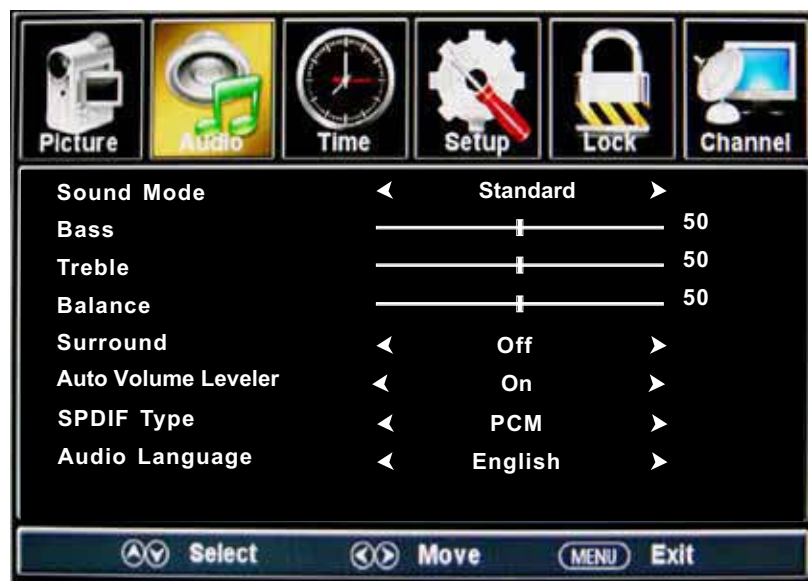 Picture Audio Time Setup Lock Channel
Sound Mode Standard
Bass 50
Treble 50
Balance 50
Surround Off
Auto Volume Leveler On
SPDIF Type PCM
Audio Language English
Select Move MENU Exit